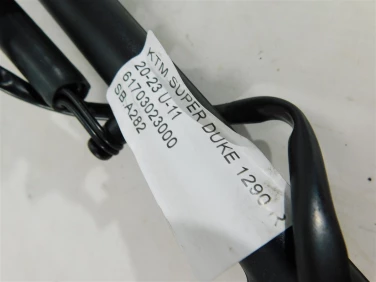 KTM SUPER DUKE 1290 R
20-23 U-11
61703023000
SB.A282